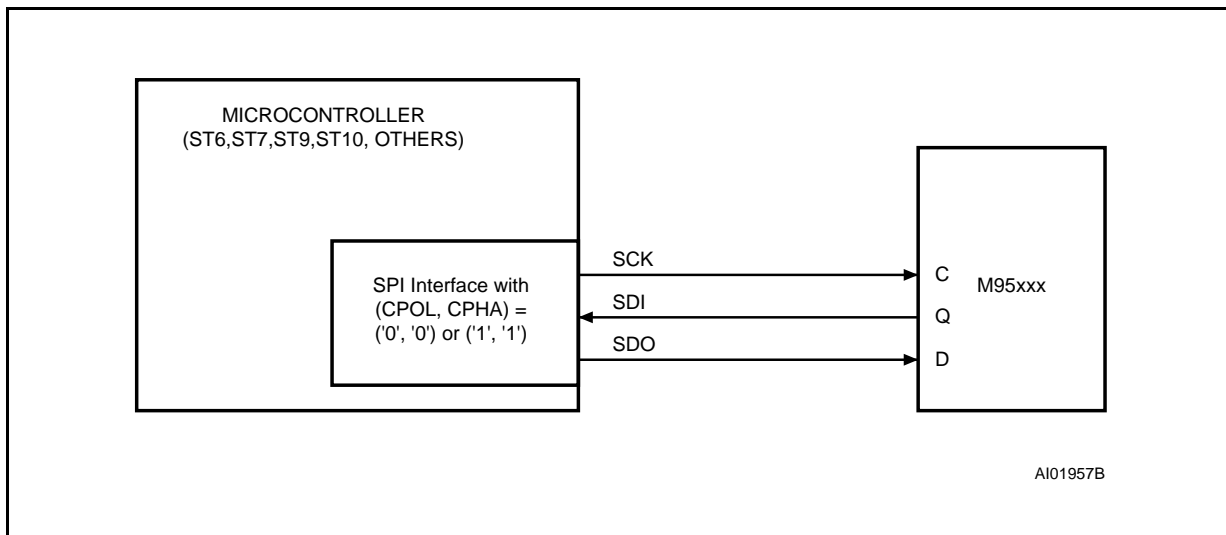 MICROCONTROLLER
(ST6,ST7,ST9,ST10, OTHERS)
SPI Interface with
(CPOL, CPHA) =
('0', '0') or ('1', '1')
SCK
SDI
SDO
C
Q
D
M95xxx
AI01957B